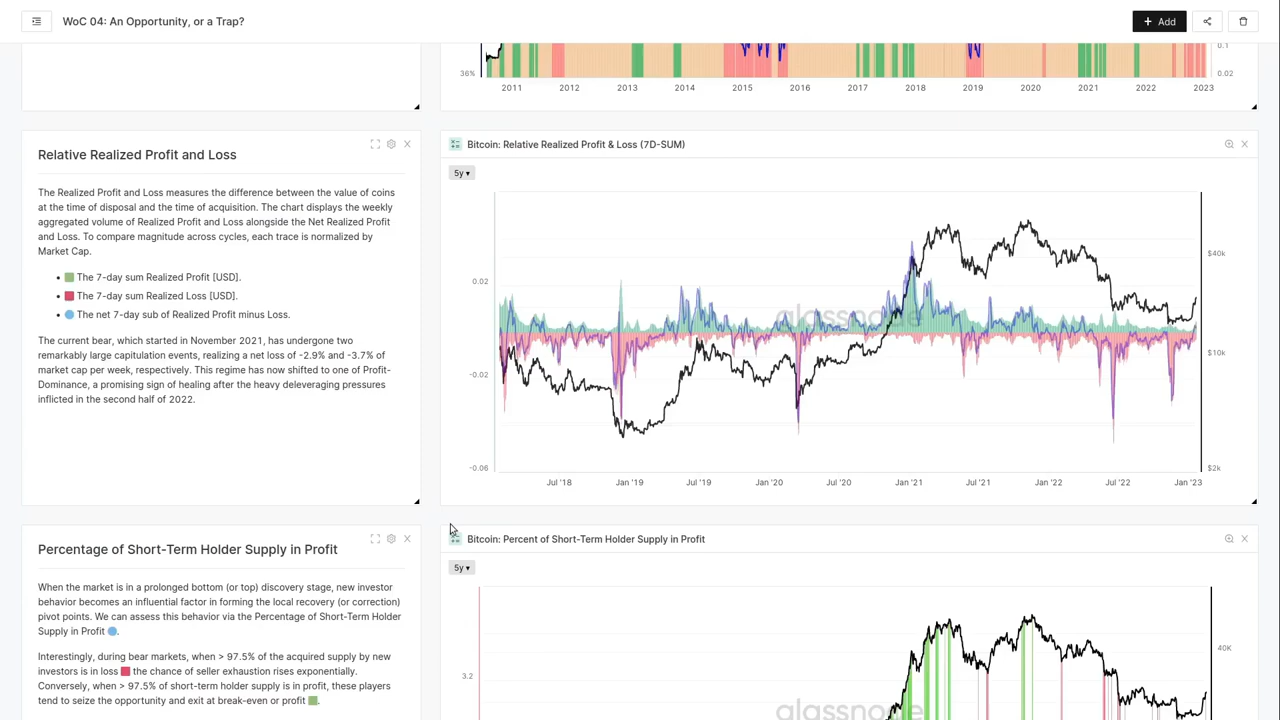 WoC 04: An Opportunity, or a Trap?
+ Add
36%
0.1
0.02
2011 2012 2013 2014 2015 2016 2017 2018 2019 2020 2021 2022 2023
Relative Realized Profit and Loss
The Realized Profit and Loss measures the difference between the value of coins
at the time of disposal and the time of acquisition. The chart displays the weekly
aggregated volume of Realized Profit and Loss alongside the Net Realized Profit
and Loss. To compare magnitude across cycles, each trace is normalized by
Market Cap.
• The 7-day sum Realized Profit [USD].
• The 7-day sum Realized Loss [USD].
• The net 7-day sub of Realized Profit minus Loss.
The current bear, which started in November 2021, has undergone two
remarkably large capitulation events, realizing a net loss of -2.9% and -3.7% of
market cap per week, respectively. This regime has now shifted to one of Profit-
Dominance, a promising sign of healing after the heavy deleveraging pressures
inflicted in the second half of 2022.
Bitcoin: Relative Realized Profit & Loss (7D-SUM)
5y ▾
0.02
-0.02
-0.06
$40k
$10k
$2k
glassnode
Jul '18 Jan '19 Jul '19 Jan '20 Jul '20 Jan '21 Jul '21 Jan '22 Jul '22 Jan '23
Percentage of Short-Term Holder Supply in Profit
When the market is in a prolonged bottom (or top) discovery stage, new investor
behavior becomes an influential factor in forming the local recovery (or correction)
pivot points. We can assess this behavior via the Percentage of Short-Term Holder
Supply in Profit .
Interestingly, during bear markets, when > 97.5% of the acquired supply by new
investors is in loss the chance of seller exhaustion rises exponentially.
Conversely, when > 97.5% of short-term holder supply is in profit, these players
tend to seize the opportunity and exit at break-even or profit .
Bitcoin: Percent of Short-Term Holder Supply in Profit
5y ▾
3.2
40K
glassnode